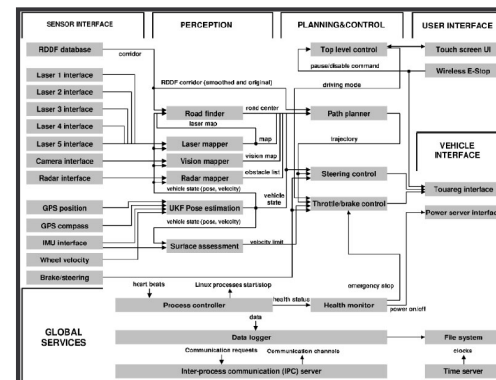 SENSOR INTERFACE
PERCEPTION
PLANNING&CONTROL
USER INTERFACE
RDDF database
Top level control
Touch screen UI
corridor
pause/disable command
Wireless E-Stop
Laser 1 interface
RDDF corridor (smoothed and original)
driving mode
Laser 2 interface
Laser 3 interface
Road finder
road center
Path planner
Laser 4 interface
laser map
Laser 5 interface
Laser mapper
map
trajectory
VEHICLE
INTERFACE
Camera interface
Vision mapper
vision map
Radar interface
Radar mapper
obstacle list
Steering control
vehicle state (pose, velocity)
vehicle
state
Touareg interface
GPS position
UKF Pose estimation
Throttle/brake control
Power server interface
GPS compass
vehicle state (pose, velocity)
IMU interface
Surface assessment
velocity limit
Wheel velocity
Brake/steering
emergency stop
heart beats
Linux processes start/stop
health status
power on/off
Process controller
Health monitor
GLOBAL
SERVICES
data
Data logger
File system
Communication requests
Communication channels
clocks
Inter-process communication (IPC) server
Time server